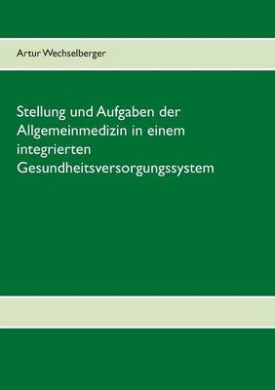 Artur Wechselberger
Stellung und Aufgaben der
Allgemeinmedizin in einem
integrierten
Gesundheitsversorgungssystem